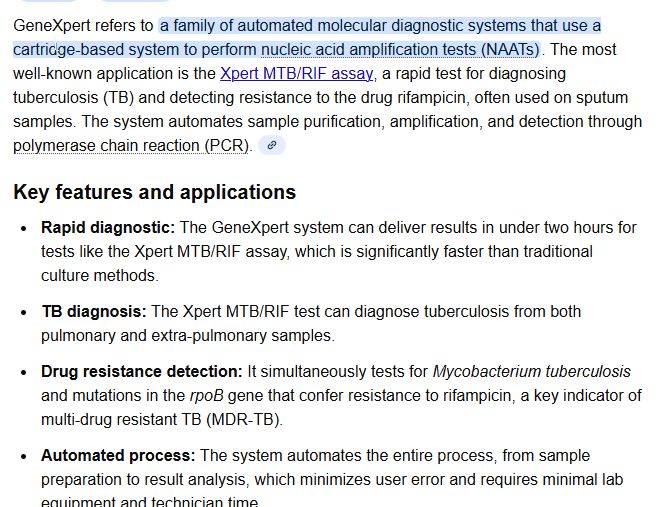 GeneXpert refers to a family of automated molecular diagnostic systems that use a
cartridge-based system to perform nucleic acid amplification tests (NAATs). The most
well-known application is the Xpert MTB/RIF assay, a rapid test for diagnosing
tuberculosis (TB) and detecting resistance to the drug rifampicin, often used on sputum
samples. The system automates sample purification, amplification, and detection through
polymerase chain reaction (PCR).
Key features and applications
• Rapid diagnostic: The GeneXpert system can deliver results in under two hours for
tests like the Xpert MTB/RIF assay, which is significantly faster than traditional
culture methods.
• TB diagnosis: The Xpert MTB/RIF test can diagnose tuberculosis from both
pulmonary and extra-pulmonary samples.
• Drug resistance detection: It simultaneously tests for Mycobacterium tuberculosis
and mutations in the rpoB gene that confer resistance to rifampicin, a key indicator of
multi-drug resistant TB (MDR-TB).
• Automated process: The system automates the entire process, from sample
preparation to result analysis, which minimizes user error and requires minimal lab
equipment and technician time.